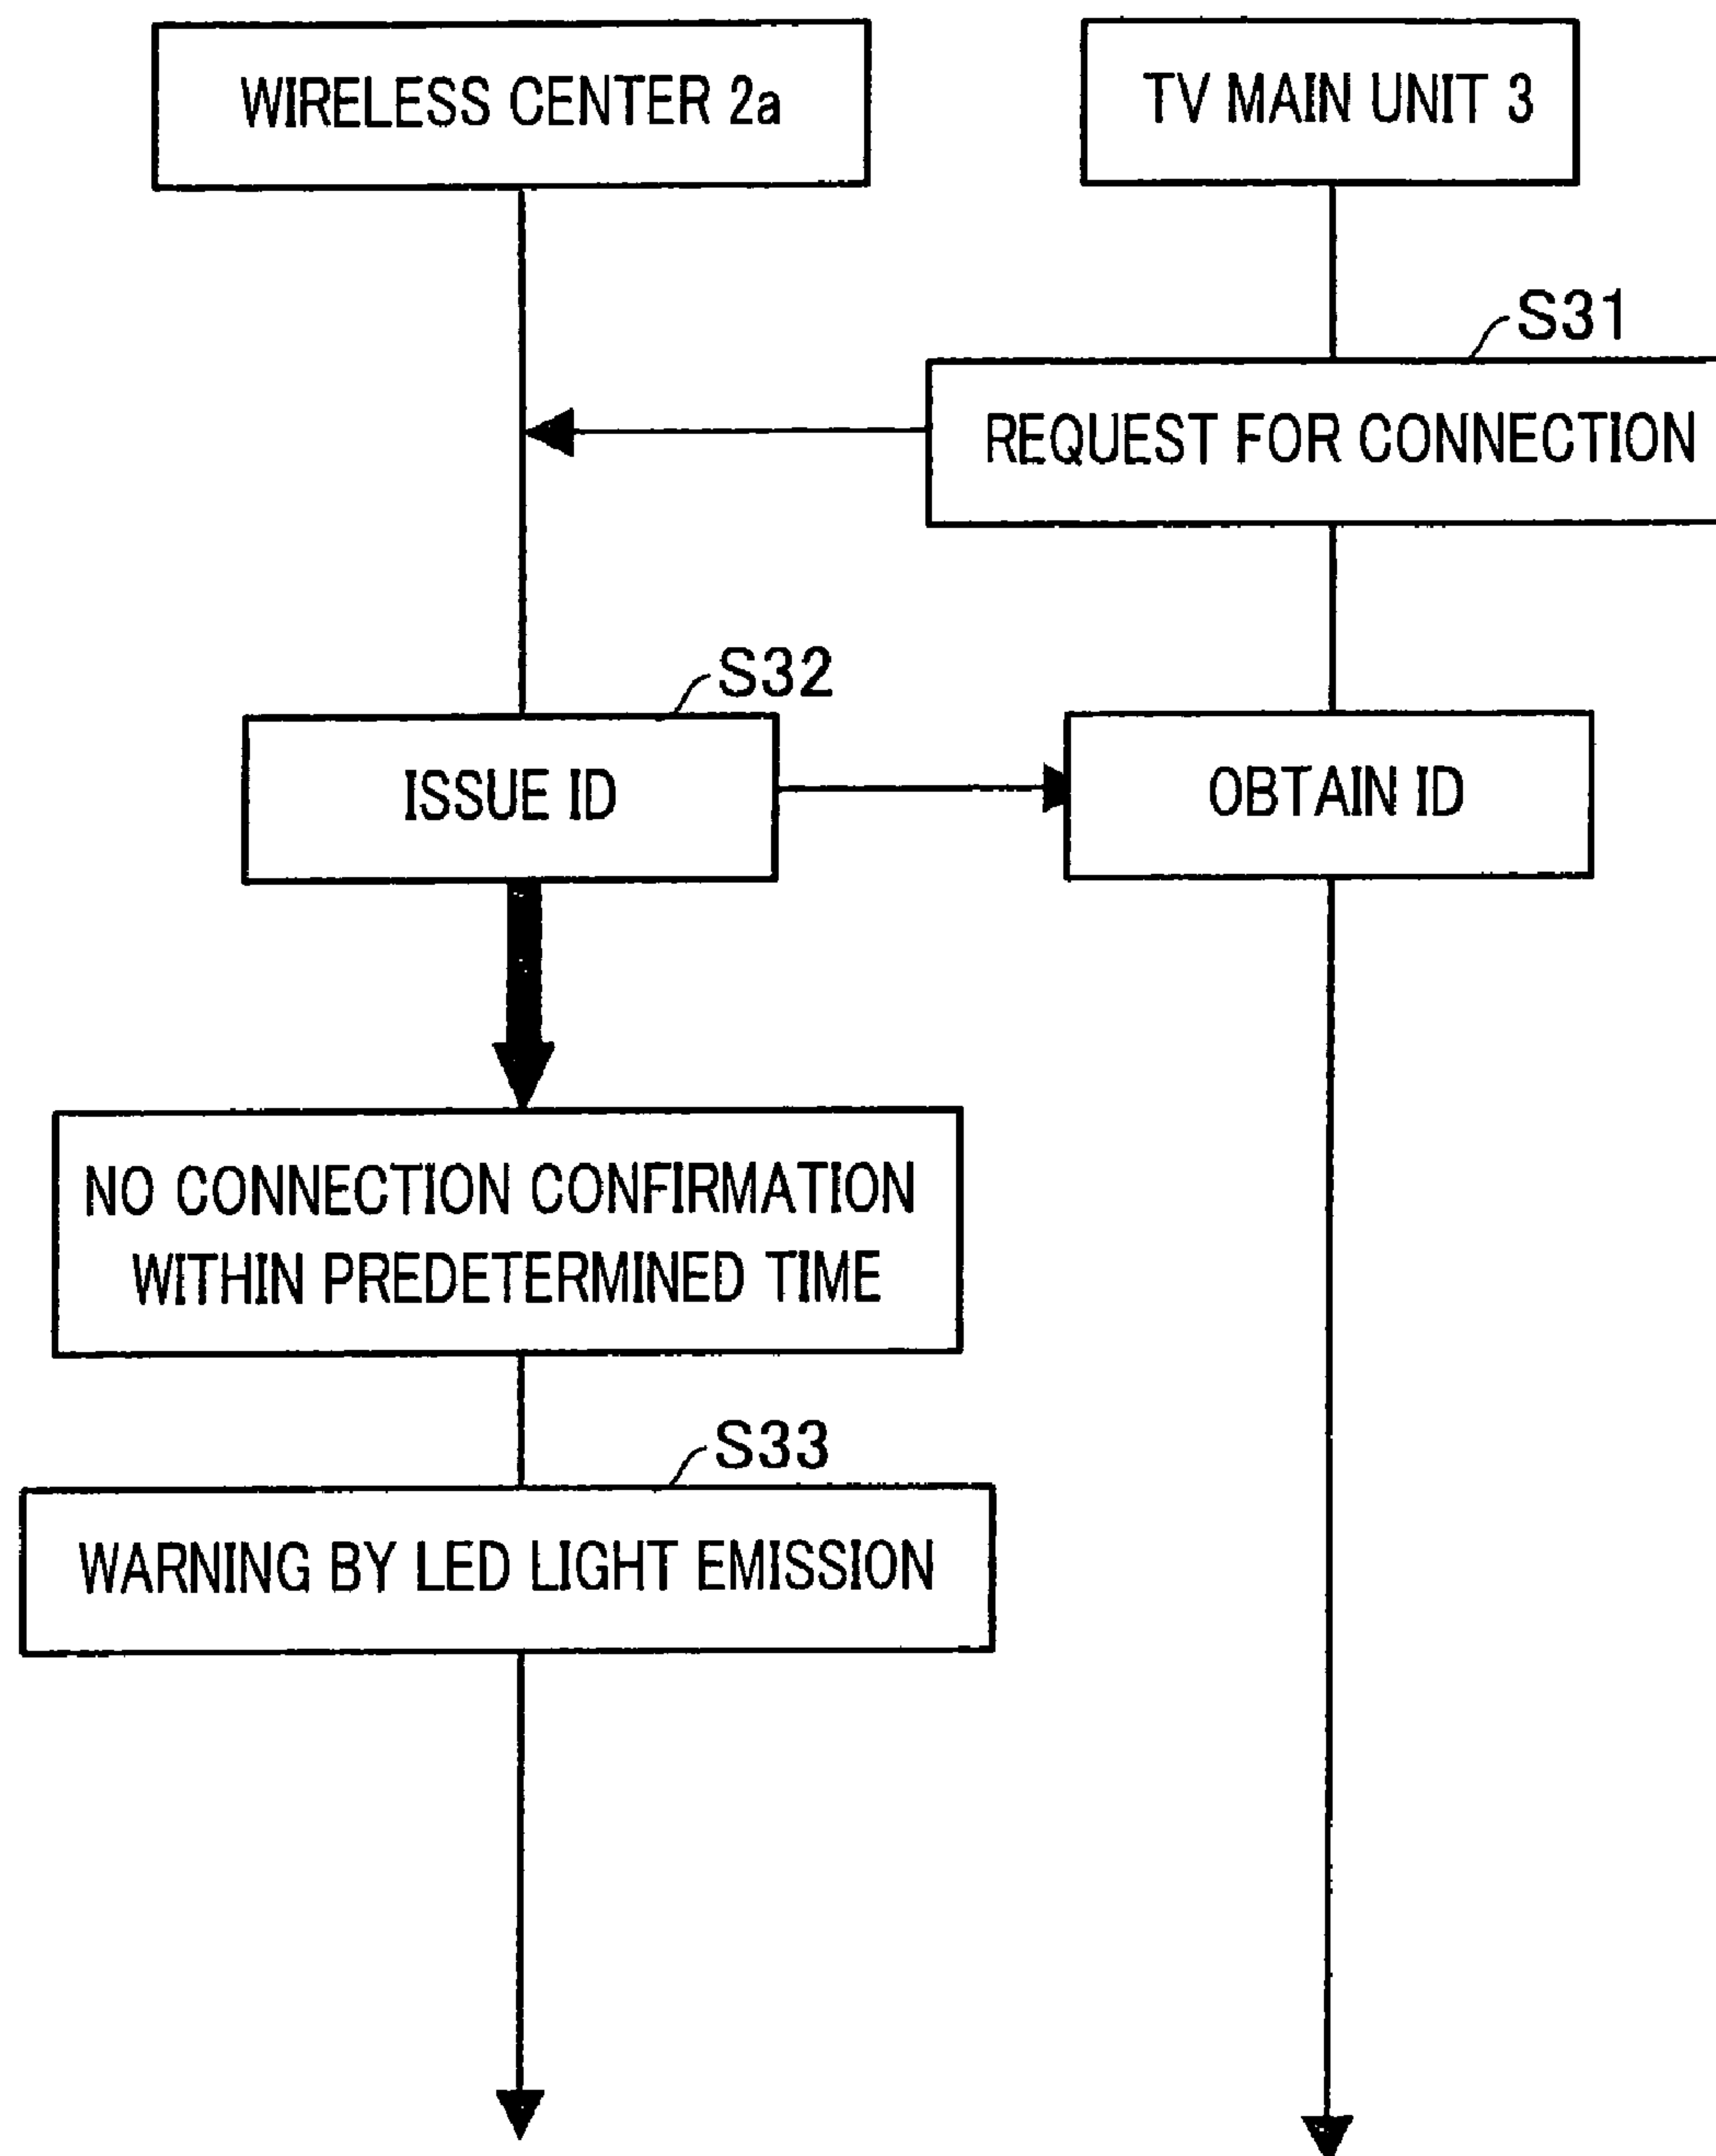 WIRELESS CENTER 2a
TV MAIN UNIT 3
S31
REQUEST FOR CONNECTION
S32
ISSUE ID
OBTAIN ID
NO CONNECTION CONFIRMATION
WITHIN PREDETERMINED TIME
S33
WARNING BY LED LIGHT EMISSION